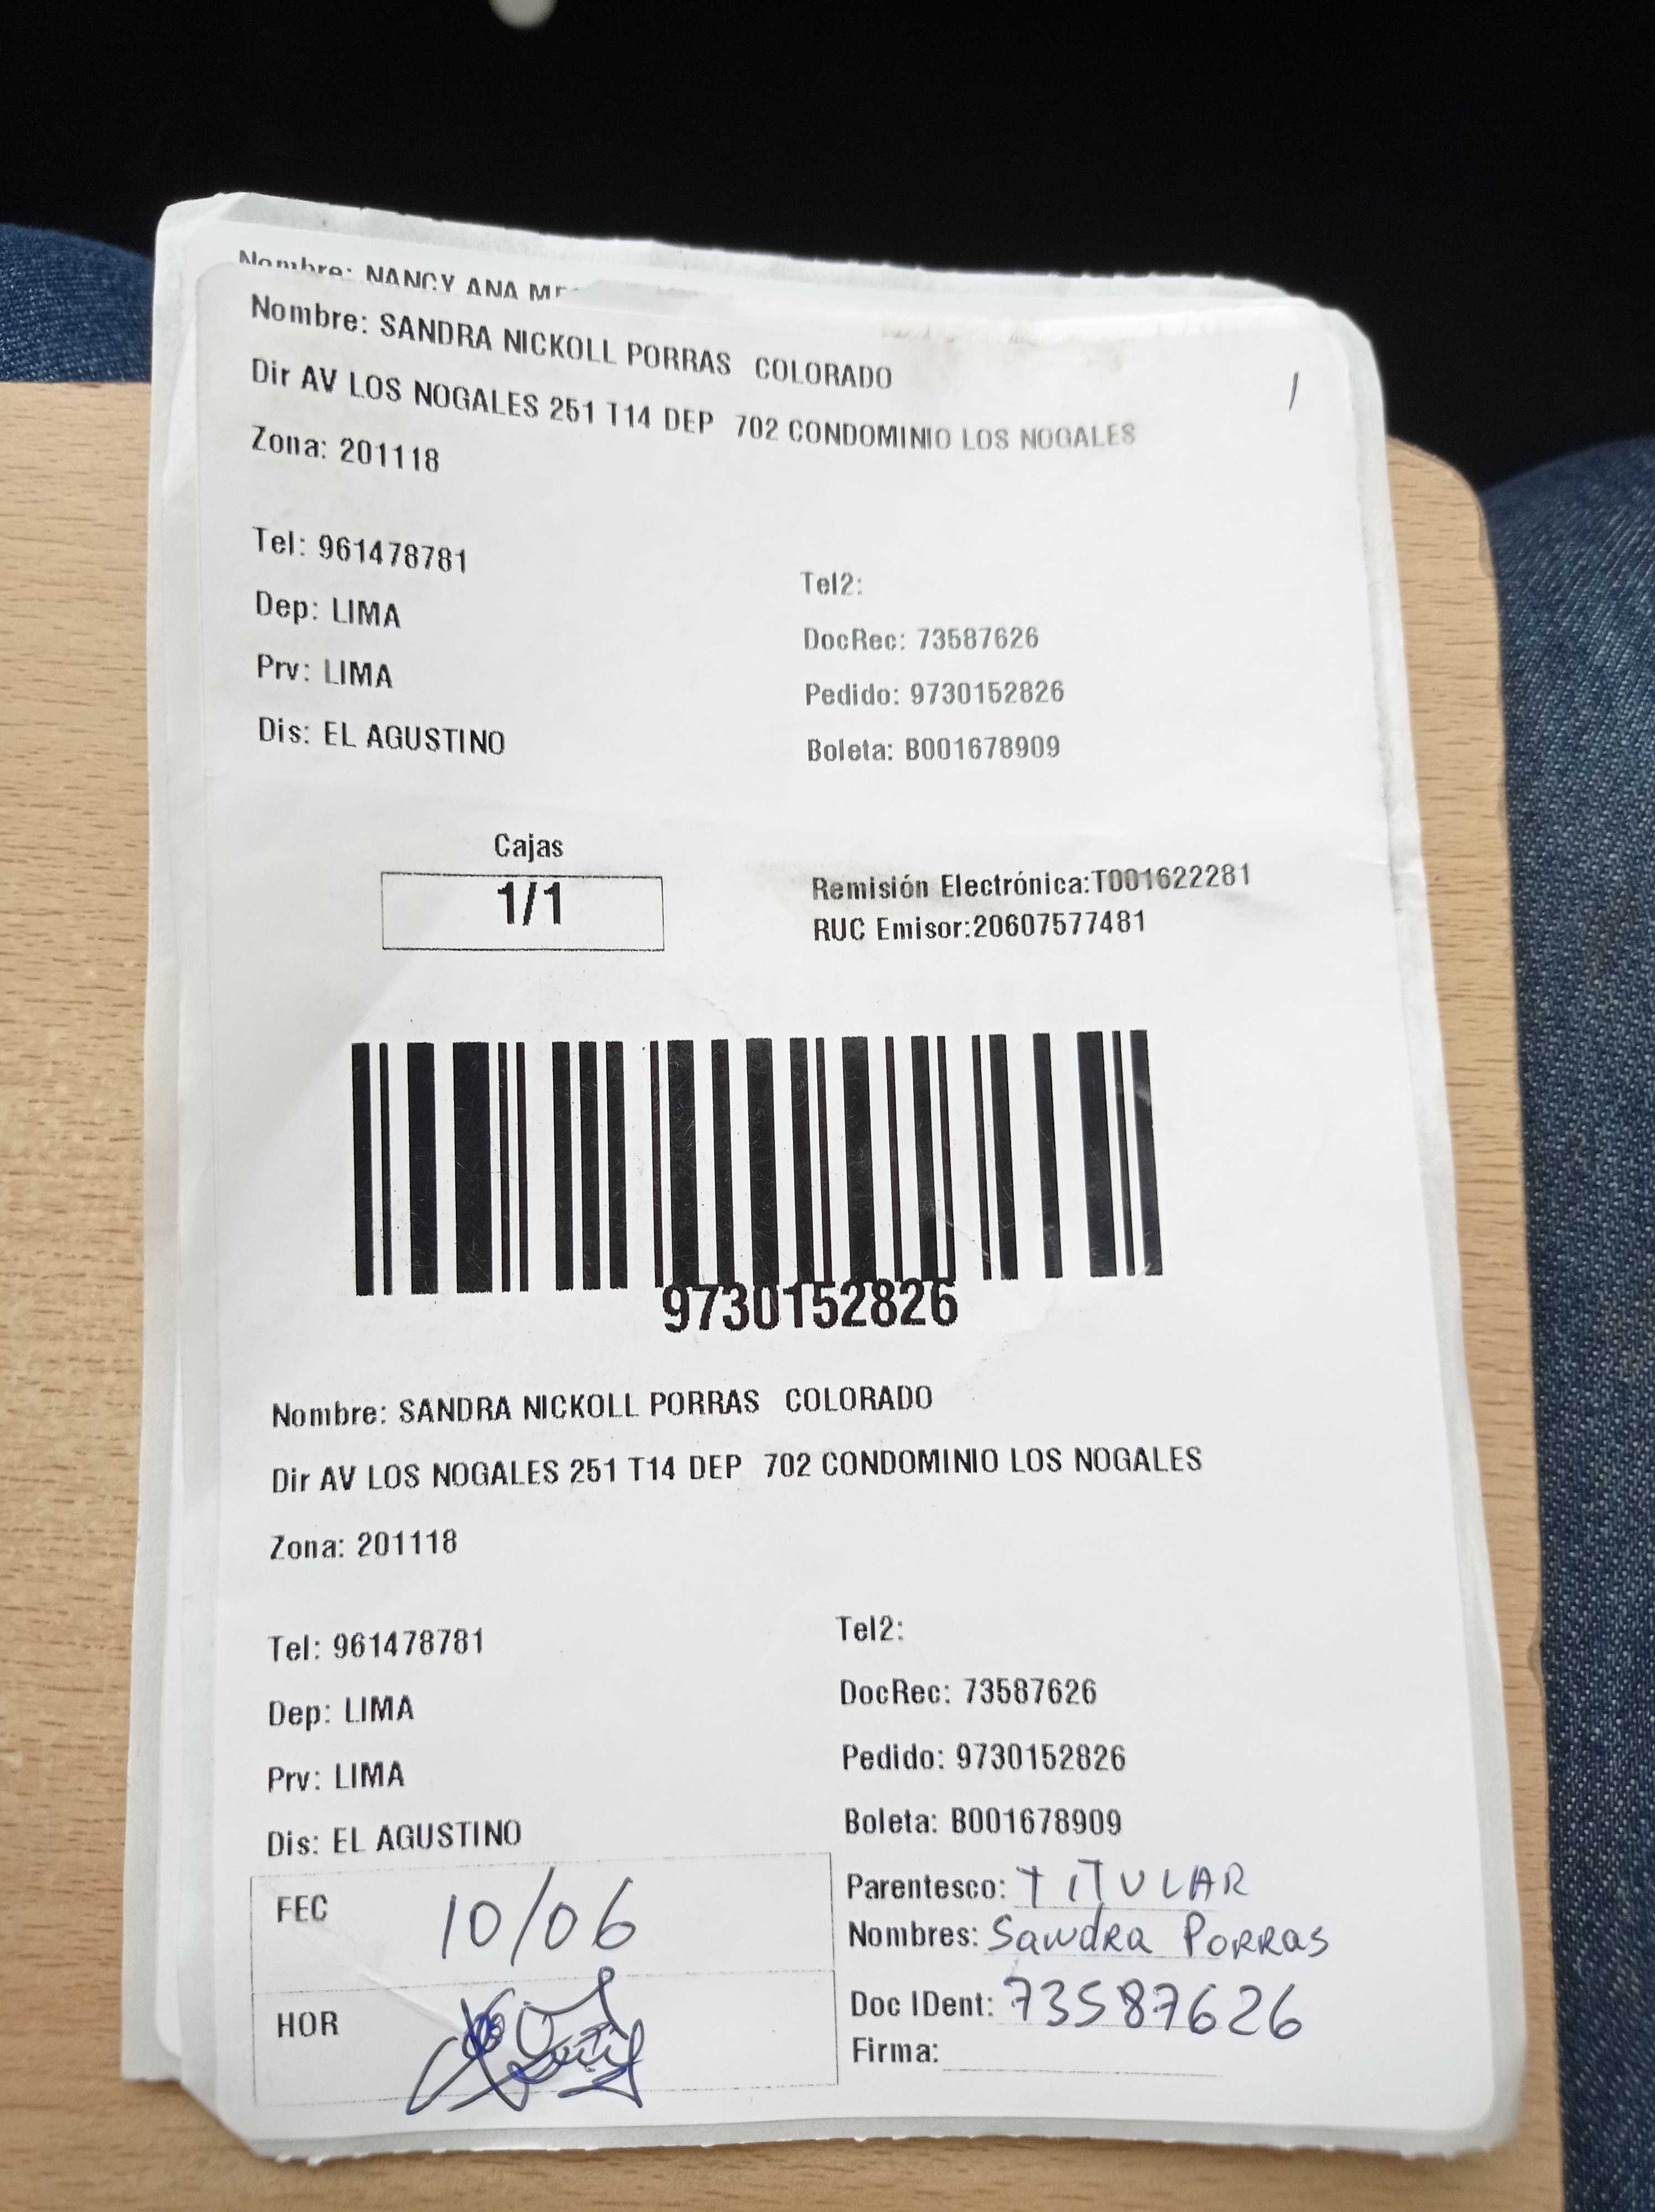 Nombre: NANCY ANA
Nombre: SANDRA NICKOLL PORRAS COLORADO
Dir AV LOS NOGALES 251 T14 DEP 702 CONDOMINIO LOS NOGALES
/
Zona: 201118
Tel: 961478781
Tel2:
Dep: LIMA
DocRec: 73587626
Prv: LIMA
Pedido: 9730152826
Dis: EL AGUSTINO
Boleta: B001678909
Cajas
1/1
Remisión Electrónica:T001622281
RUC Emisor:20607577481
9730152826
Nombre: SANDRA NICKOLL PORRAS COLORADO
Dir AV LOS NOGALES 251 T14 DEP 702 CONDOMINIO LOS NOGALES
Zona: 201118
Tel: 961478781
Tel2:
Dep: LIMA
DocRec: 73587626
Prv: LIMA
Pedido: 9730152826
Dis: EL AGUSTINO
Boleta: B001678909
FEC 10/06
Parentesco: TITULAR
Nombres: Sandra Porras
HOR
Doc IDent: 73587626
Firma: